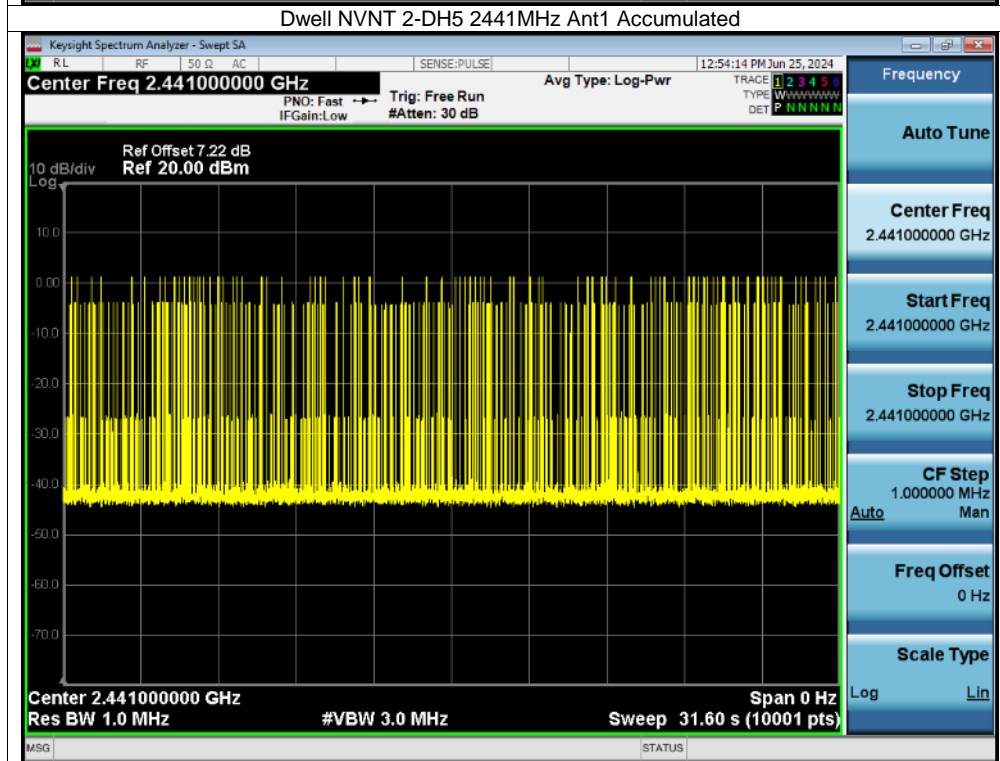 Dwell NVNT 2-DH5 2441MHz Ant1 Accumulated
Keysight Spectrum Analyzer - Swept SA
LXI RL RF 50 Ω AC SENSE:PULSE 12:54:14 PM Jun 25, 2024
Center Freq 2.441000000 GHz
PNO: Fast
IFGain:Low
Trig: Free Run
#Atten: 30 dB
Avg Type: Log-Pwr
TRACE 1 2 3 4 5 6
TYPE WWWWWW
DET P N N N N N
Ref Offset 7.22 dB
10 dB/div Ref 20.00 dBm
Log
10.0
0.00
-10.0
-20.0
-30.0
-40.0
-50.0
-60.0
-70.0
Center 2.441000000 GHz Span 0 Hz
Res BW 1.0 MHz #VBW 3.0 MHz Sweep 31.60 s (10001 pts)
MSG STATUS
Frequency
Auto Tune
Center Freq
2.441000000 GHz
Start Freq
2.441000000 GHz
Stop Freq
2.441000000 GHz
CF Step
1.000000 MHz
Auto Man
Freq Offset
0 Hz
Scale Type
Log Lin